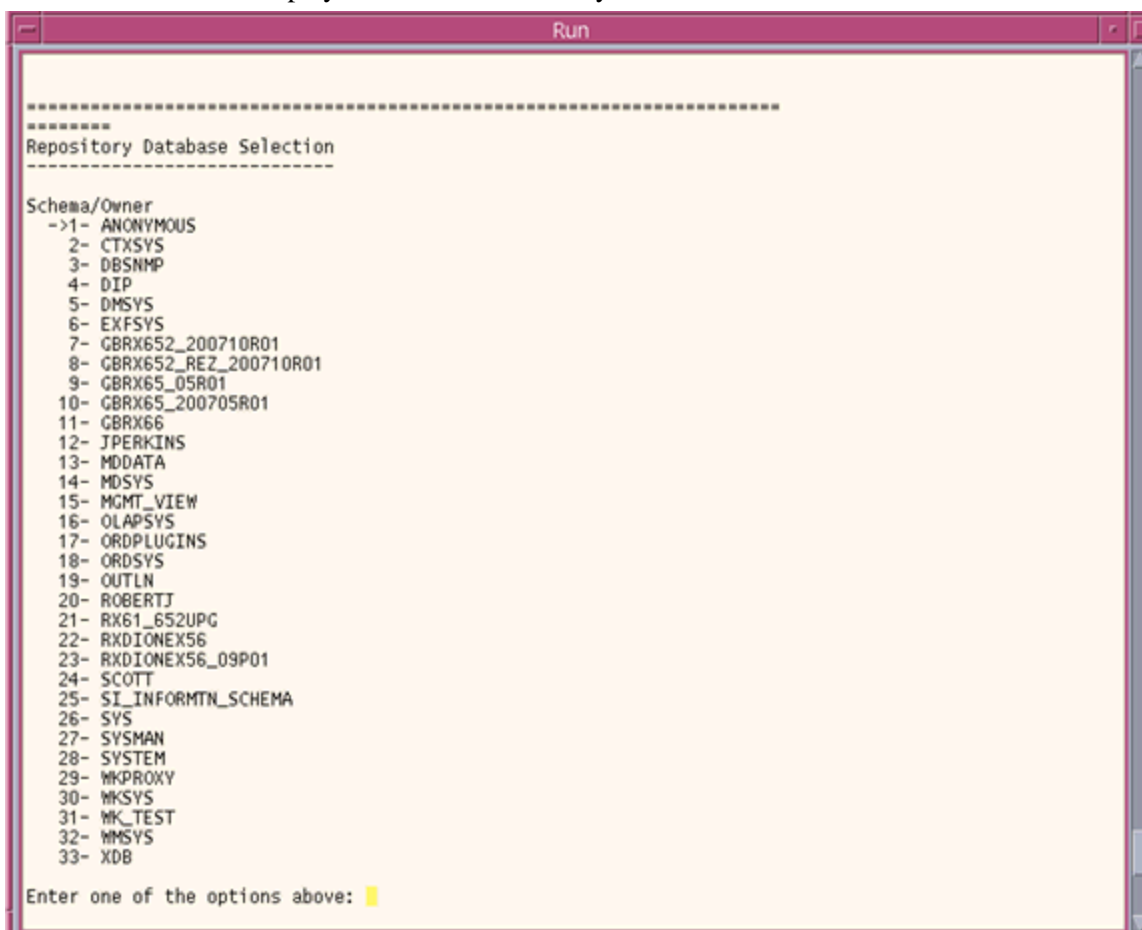 Run
=======================================================================
========
Repository Database Selection
-----------------------------
Schema/Owner
->1- ANONYMOUS
2- CTXSYS
3- DBSNMP
4- DIP
5- DMSYS
6- EXFSYS
7- GBRX652_200710R01
8- GBRX652_REZ_200710R01
9- GBRX65_05R01
10- GBRX65_200705R01
11- GBRX66
12- JPERKINS
13- MDDATA
14- MDSYS
15- MGMT_VIEW
16- OLAPSYS
17- ORDPLUGINS
18- ORDSYS
19- OUTLN
20- ROBERTJ
21- RX61_652UPG
22- RXDIONEX56
23- RXDIONEX56_09P01
24- SCOTT
25- SI_INFORMTN_SCHEMA
26- SYS
27- SYSMAN
28- SYSTEM
29- WKPROXY
30- WKSYS
31- WK_TEST
32- WMSYS
33- XDB
Enter one of the options above: